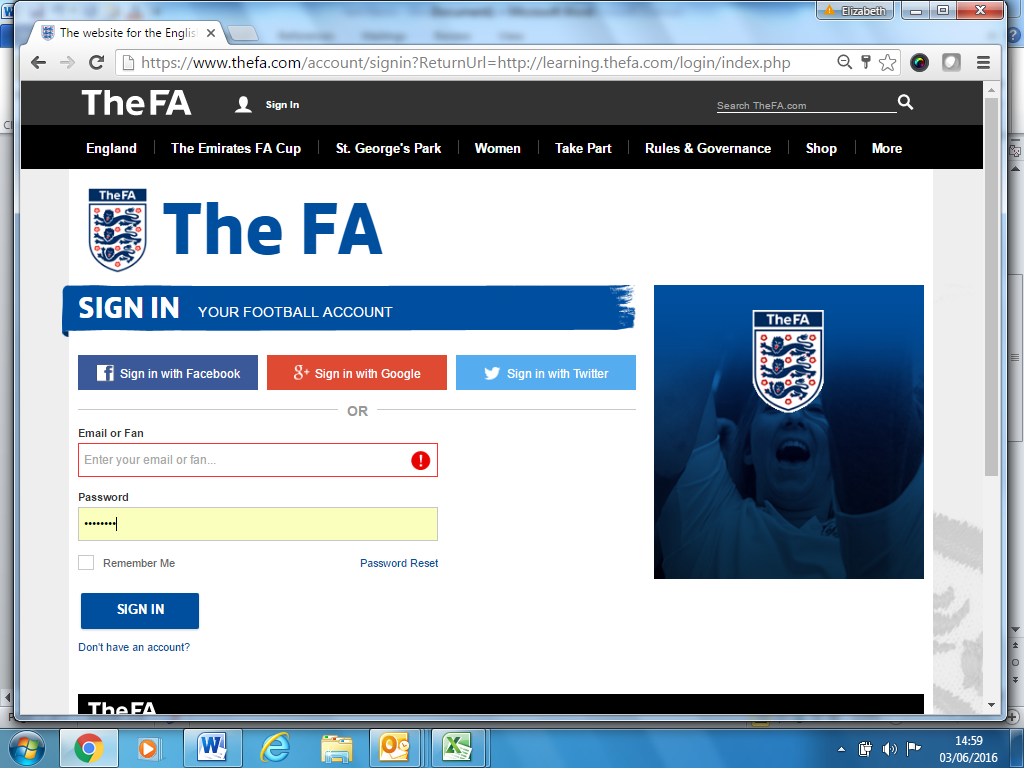 Elizabeth
The website for the Englis
https://www.thefa.com/account/signin?ReturnUrl=http://learning.thefa.com/login/index.php
TheFA
Sign In
Search TheFA.com
England
The Emirates FA Cup
St. George's Park
Women
Take Part
Rules & Governance
Shop
More
TheFA
The FA
SIGN IN YOUR FOOTBALL ACCOUNT
TheFA
Sign in with Facebook
Sign in with Google
Sign in with Twitter
OR
Email or Fan
Enter your email or fan...
Password
Remember Me
Password Reset
SIGN IN
Don't have an account?
TheFA
14:59
03/06/2016